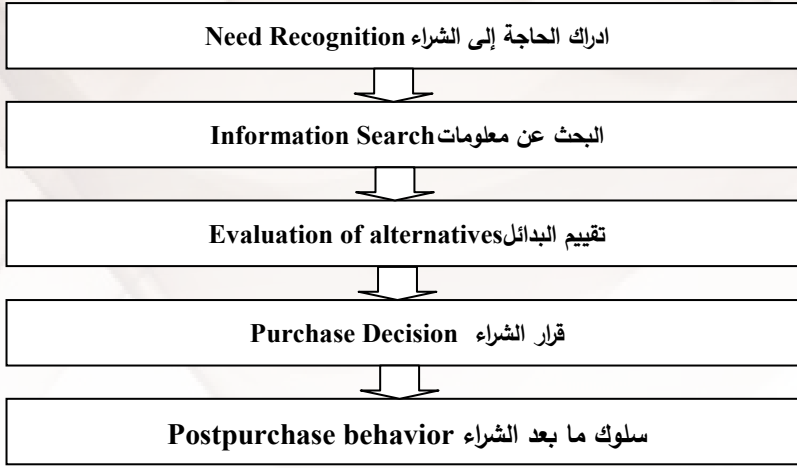 ادراك الحاجة إلى الشراء Need Recognition
البحث عن معلومات Information Search
تقييم البدائل Evaluation of alternatives
قرار الشراء Purchase Decision
سلوك ما بعد الشراء Postpurchase behavior